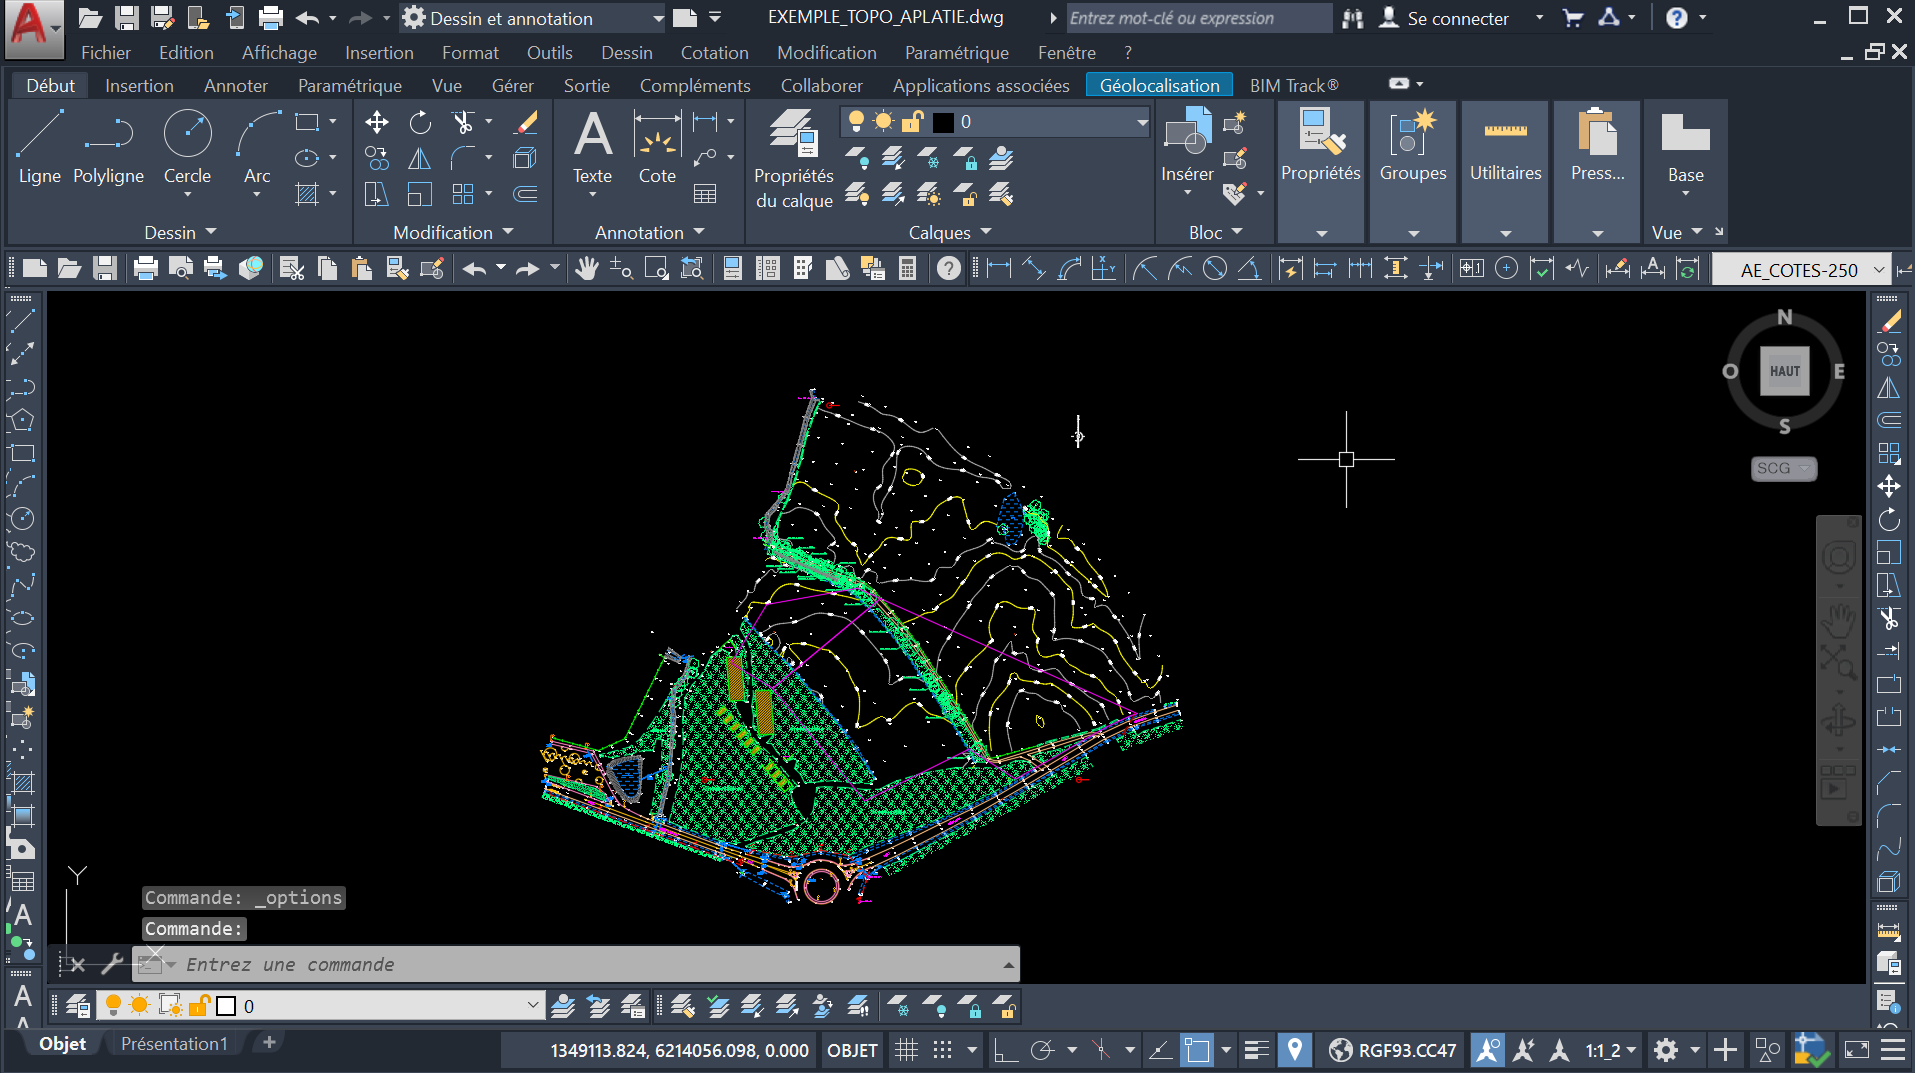 Dessin et annotation
EXEMPLE_TOPO_APLATIE.dwg
Entrez mot-clé ou expression
Se connecter
Fichier Edition Affichage Insertion Format Outils Dessin Cotation Modification Paramétrique Fenêtre ?
Début Insertion Annoter Paramétrique Vue Gérer Sortie Compléments Collaborer Applications associées Géolocalisation BIM Track®
0
Ligne Polyligne Cercle Arc
Texte Cote
Propriétés du calque
Insérer
Propriétés Groupes Utilitaires Press... Base
Dessin Modification Annotation Calques Bloc Vue
AE_COTES-250
N
O HAUT E
S
SCG
Y
X
Commande: _options
Commande:
Entrez une commande
0
Objet Présentation1 +
1349113.824, 6214056.098, 0.000 OBJET RGF93.CC47 1:1_2